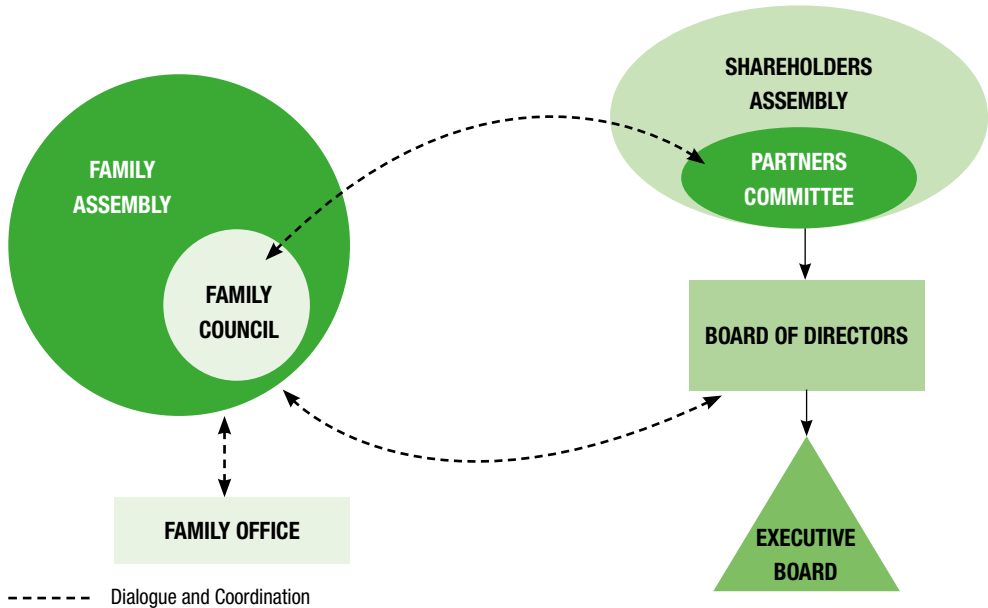 SHAREHOLDERS
ASSEMBLY
PARTNERS
COMMITTEE
FAMILY
ASSEMBLY
FAMILY
COUNCIL
BOARD OF DIRECTORS
FAMILY OFFICE
EXECUTIVE
BOARD
Dialogue and Coordination